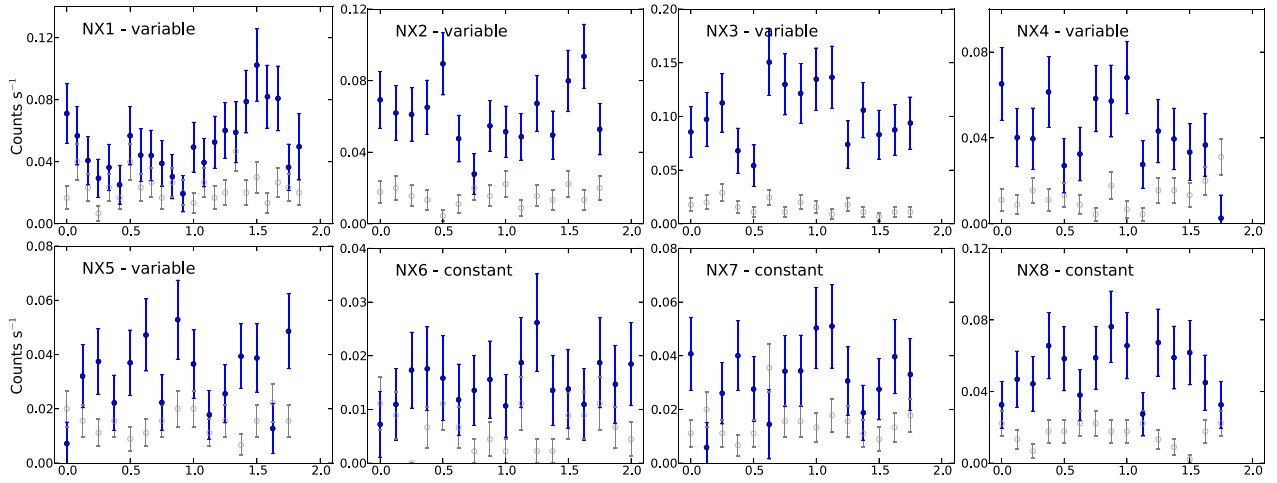 NX1 - variable
NX2 - variable
NX3 - variable
NX4 - variable
Counts s⁻¹
0.12
0.08
0.04
0.00
0.12
0.08
0.04
0.00
0.20
0.15
0.10
0.05
0.00
0.10
0.05
0.00
0.0 0.5 1.0 1.5 2.0
0.0 0.5 1.0 1.5 2.0
0.0 0.5 1.0 1.5 2.0
0.0 0.5 1.0 1.5 2.0
NX5 - variable
NX6 - constant
NX7 - constant
NX8 - constant
Counts s⁻¹
0.08
0.06
0.04
0.02
0.00
0.04
0.03
0.02
0.01
0.00
0.08
0.06
0.04
0.02
0.00
0.12
0.08
0.04
0.00
0.0 0.5 1.0 1.5 2.0
0.0 0.5 1.0 1.5 2.0
0.0 0.5 1.0 1.5 2.0
0.0 0.5 1.0 1.5 2.0